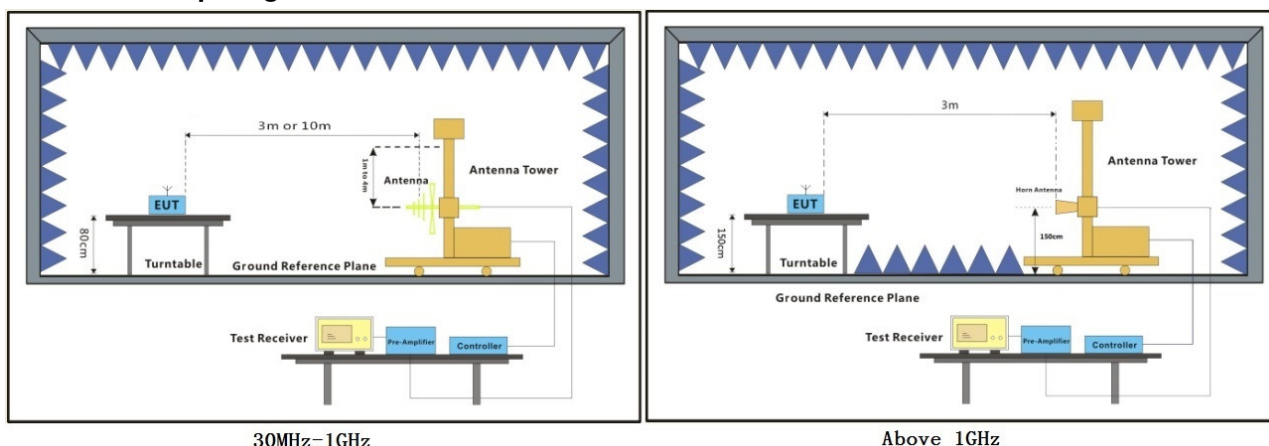 3m or 10m
1m to 4m
Antenna
Antenna Tower
EUT
80cm
Turntable
Ground Reference Plane
Test Receiver
Pre-Amplifier
Controller
30MHz-1GHz
3m
Antenna Tower
Horn Antenna
EUT
150cm
150cm
Turntable
Ground Reference Plane
Test Receiver
Pre-Amplifier
Controller
Above 1GHz